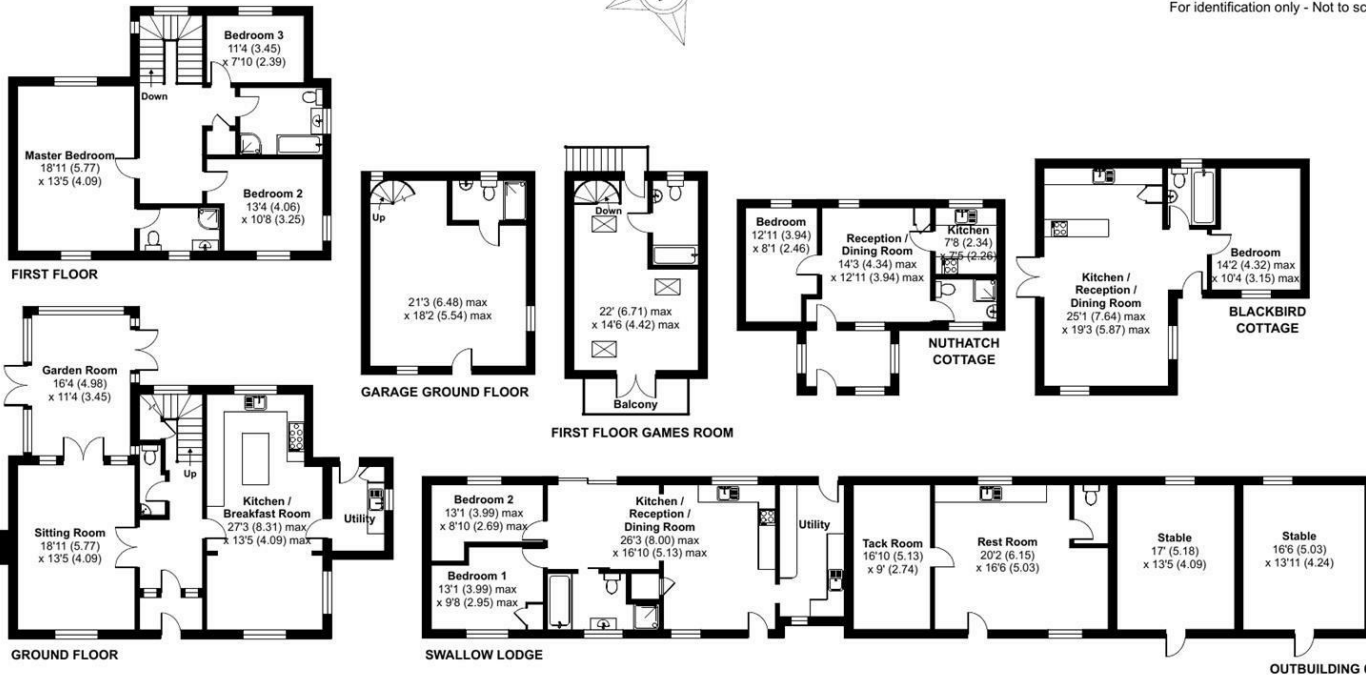 For identification only - Not to sc
Bedroom 3
11'4 (3.45)
x 7'10 (2.39)
Down
Master Bedroom
18'11 (5.77)
x 13'5 (4.09)
Bedroom 2
13'4 (4.06)
x 10'8 (3.25)
FIRST FLOOR
Up
21'3 (6.48) max
x 18'2 (5.54) max
GARAGE GROUND FLOOR
Down
22' (6.71) max
x 14'6 (4.42) max
Balcony
FIRST FLOOR GAMES ROOM
Bedroom
12'11 (3.94)
x 8'1 (2.46)
Reception /
Dining Room
14'3 (4.34) max
x 12'11 (3.94) max
Kitchen
7'8 (2.34)
x 7'5 (2.26)
NUTHATCH
COTTAGE
Kitchen /
Reception /
Dining Room
25'1 (7.64) max
x 19'3 (5.87) max
Bedroom
14'2 (4.32) max
x 10'4 (3.15) max
BLACKBIRD
COTTAGE
Garden Room
16'4 (4.98)
x 11'4 (3.45)
Up
Sitting Room
18'11 (5.77)
x 13'5 (4.09)
Kitchen /
Breakfast Room
27'3 (8.31) max
x 13'5 (4.09) max
Utility
GROUND FLOOR
Bedroom 2
13'1 (3.99) max
x 8'10 (2.69) max
Bedroom 1
13'1 (3.99) max
x 9'8 (2.95) max
Kitchen /
Reception /
Dining Room
26'3 (8.00) max
x 16'10 (5.13) max
Utility
SWALLOW LODGE
Tack Room
16'10 (5.13)
x 9' (2.74)
Rest Room
20'2 (6.15)
x 16'6 (5.03)
Stable
17' (5.18)
x 13'5 (4.09)
Stable
16'6 (5.03)
x 13'11 (4.24)
OUTBUILDING